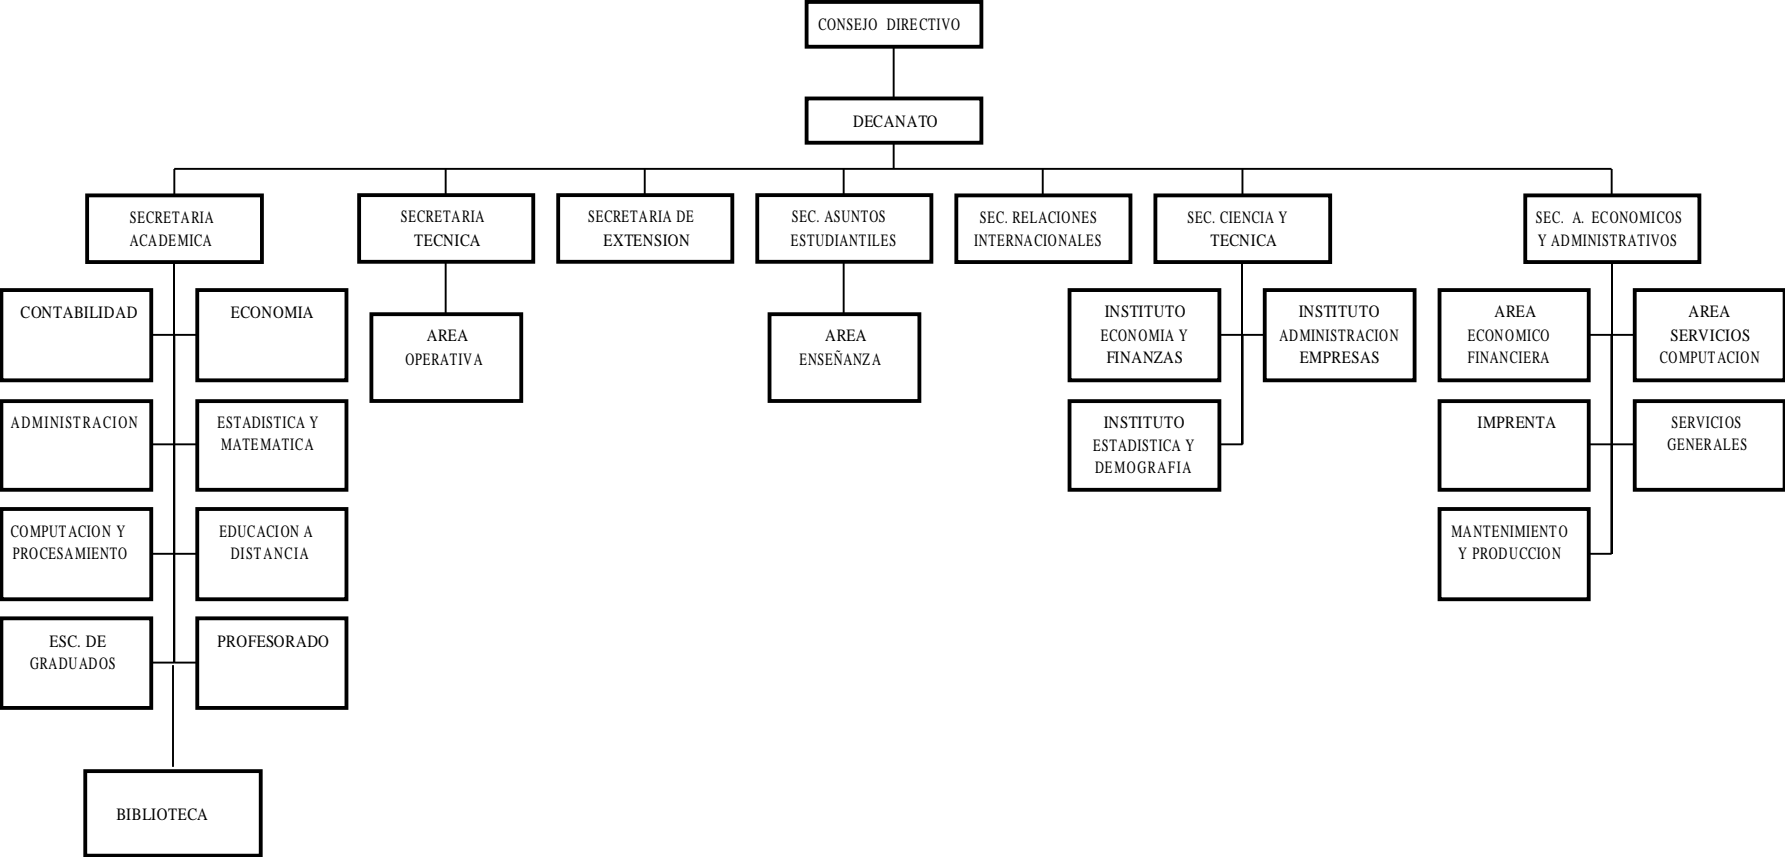 CONSEJO DIRECTIVO
DECANATO
SECRETARIA
ACADEMICA
SECRETARIA
TECNICA
SECRETARIA DE
EXTENSION
SEC. ASUNTOS
ESTUDIANTILES
SEC. RELACIONES
INTERNACIONALES
SEC. CIENCIA Y
TECNICA
SEC. A. ECONOMICOS
Y ADMINISTRATIVOS
CONTABILIDAD
ECONOMIA
AREA
OPERATIVA
AREA
ENSEÑANZA
INSTITUTO
ECONOMIA Y
FINANZAS
INSTITUTO
ADMINISTRACION
EMPRESAS
AREA
ECONOMICO
FINANCIERA
AREA
SERVICIOS
COMPUTACION
ADMINISTRACION
ESTADISTICA Y
MATEMATICA
INSTITUTO
ESTADISTICA Y
DEMOGRAFIA
IMPRENTA
SERVICIOS
GENERALES
COMPUTACION Y
PROCESAMIENTO
EDUCACION A
DISTANCIA
MANTENIMIENTO
Y PRODUCCION
ESC. DE
GRADUADOS
PROFESORADO
BIBLIOTECA